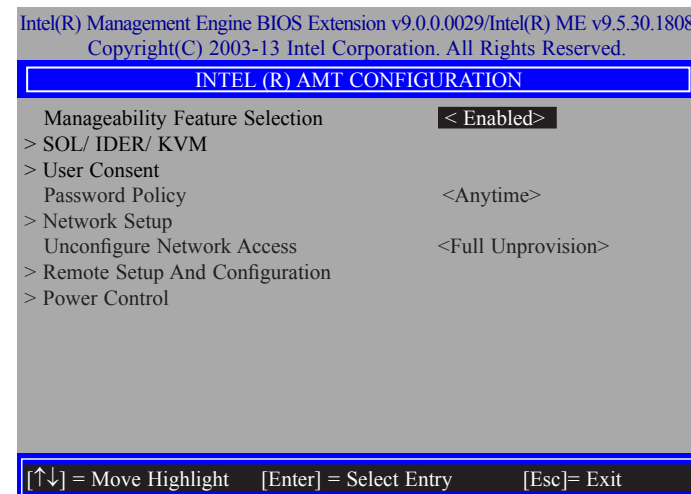 Intel(R) Management Engine BIOS Extension v9.0.0.0029/Intel(R) ME v9.5.30.1808
Copyright(C) 2003-13 Intel Corporation. All Rights Reserved.
INTEL (R) AMT CONFIGURATION
Manageability Feature Selection < Enabled>
> SOL/ IDER/ KVM
> User Consent
Password Policy <Anytime>
> Network Setup
Unconfigure Network Access <Full Unprovision>
> Remote Setup And Configuration
> Power Control
[↑↓] = Move Highlight [Enter] = Select Entry [Esc]= Exit